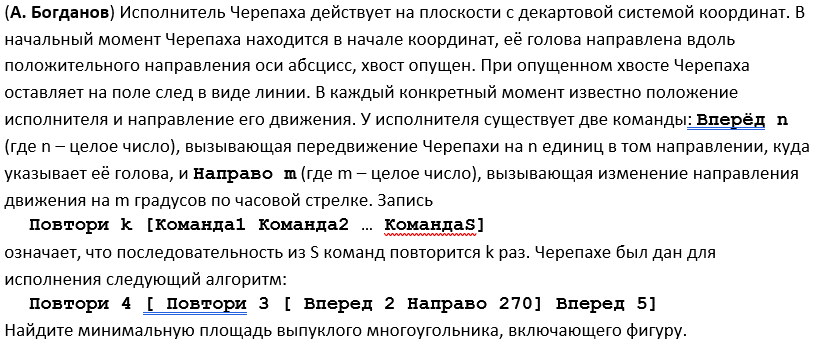 (А. Богданов) Исполнитель Черепаха действует на плоскости с декартовой системой координат. В
начальный момент Черепаха находится в начале координат, её голова направлена вдоль
положительного направления оси абсцисс, хвост опущен. При опущенном хвосте Черепаха
оставляет на поле след в виде линии. В каждый конкретный момент известно положение
исполнителя и направление его движения. У исполнителя существует две команды: Вперёд n
(где n – целое число), вызывающая передвижение Черепахи на n единиц в том направлении, куда
указывает её голова, и Направо m (где m – целое число), вызывающая изменение направления
движения на m градусов по часовой стрелке. Запись
Повтори k [Команда1 Команда2 … КомандаS]
означает, что последовательность из S команд повторится k раз. Черепахе был дан для
исполнения следующий алгоритм:
Повтори 4 [ Повтори 3 [ Вперед 2 Направо 270] Вперед 5]
Найдите минимальную площадь выпуклого многоугольника, включающего фигуру.